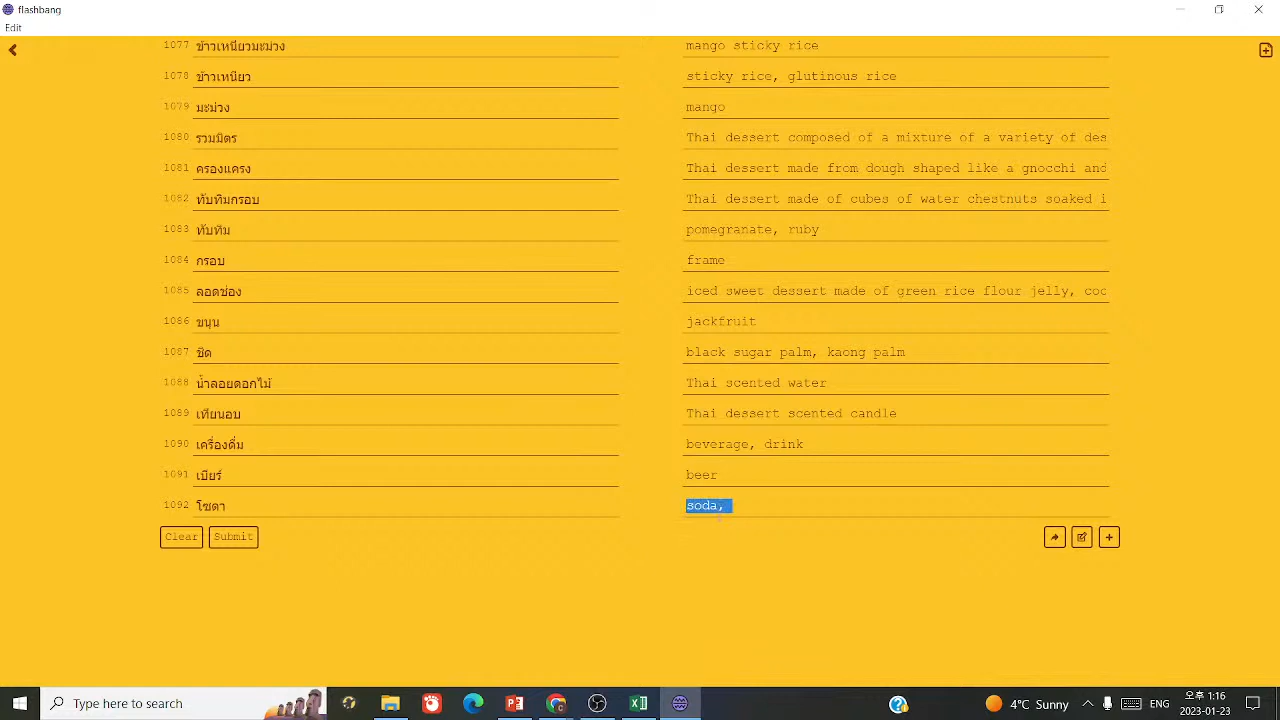 flashbang
Edit
1077 ข้าวเหนียวมะม่วง mango sticky rice
1078 ข้าวเหนียว sticky rice, glutinous rice
1079 มะม่วง mango
1080 รวมมิตร Thai dessert composed of a mixture of a variety of des
1081 ครองแครง Thai dessert made from dough shaped like a gnocchi and
1082 ทับทิมกรอบ Thai dessert made of cubes of water chestnuts soaked i
1083 ทับทิม pomegranate, ruby
1084 กรอบ frame
1085 ลอดช่อง iced sweet dessert made of green rice flour jelly, coc
1086 ขนุน jackfruit
1087 ชิด black sugar palm, kaong palm
1088 น้ำลอยดอกไม้ Thai scented water
1089 เทียนอบ Thai dessert scented candle
1090 เครื่องดื่ม beverage, drink
1091 เบียร์ beer
1092 โซดา soda,
Clear Submit
Type here to search
4°C Sunny
ENG
오후 1:16
2023-01-23